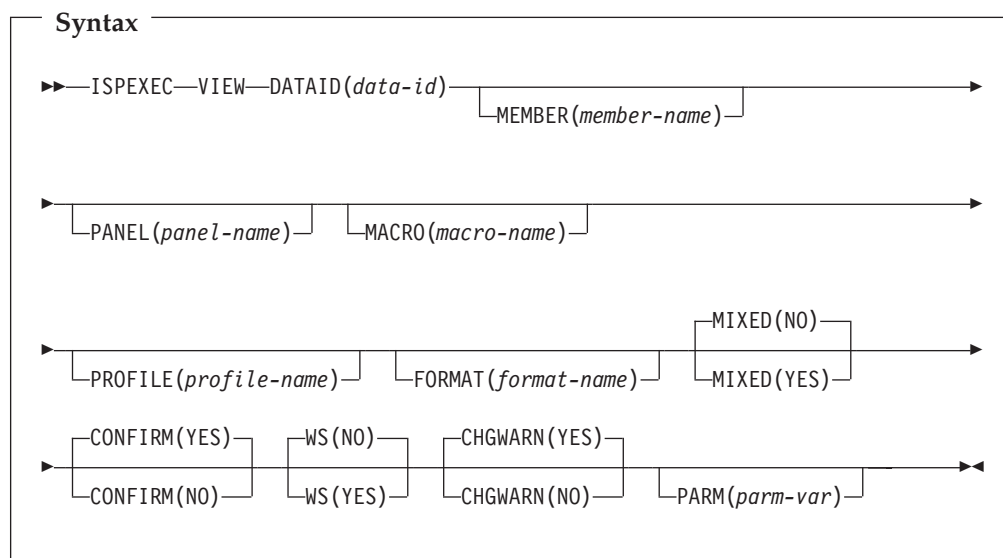 Syntax
ISPEXEC VIEW DATAID(data-id)
MEMBER(member-name)
PANEL(panel-name) MACRO(macro-name)
MIXED(NO)
PROFILE(profile-name) FORMAT(format-name) MIXED(YES)
CONFIRM(YES) WS(NO) CHGWARN(YES)
CONFIRM(NO) WS(YES) CHGWARN(NO) PARM(parm-var)